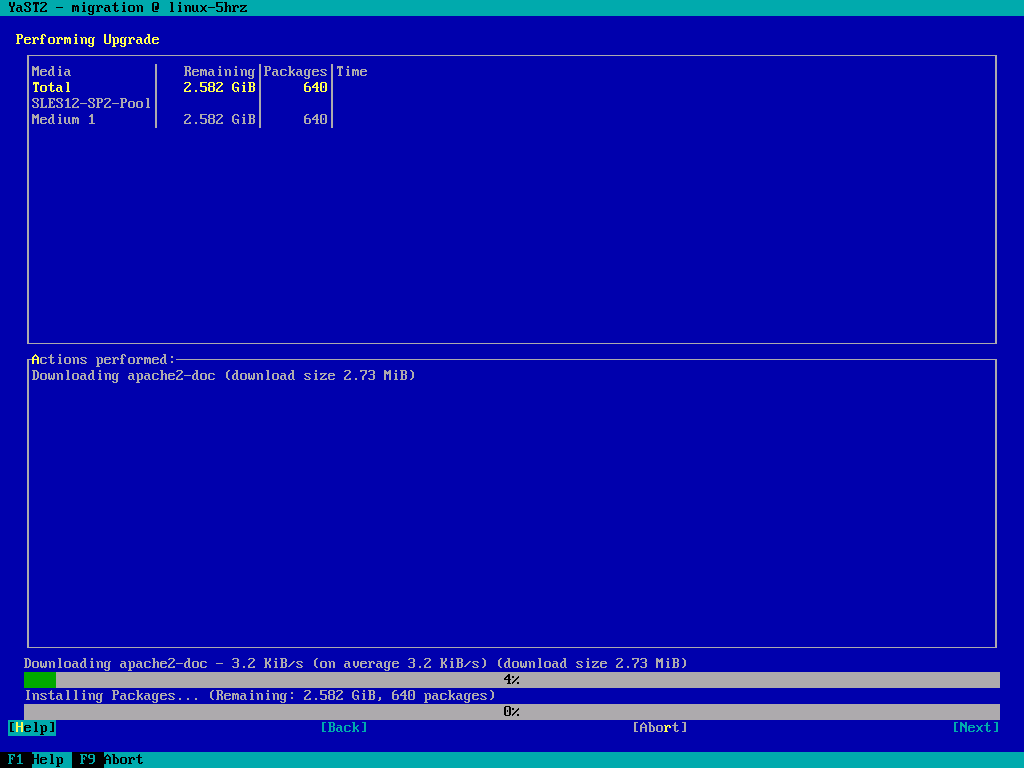 YaST2 - migration @ linux-5hrz
Performing Upgrade
Media Remaining Packages Time
Total 2.582 GiB 640
SLES12-SP2-Pool
Medium 1 2.582 GiB 640
Actions performed:
Downloading apache2-doc (download size 2.73 MiB)
Downloading apache2-doc - 3.2 KiB/s (on average 3.2 KiB/s) (download size 2.73 MiB)
4%
Installing Packages... (Remaining: 2.582 GiB, 640 packages)
0%
[Help] [Back] [Abort] [Next]
F1 Help F9 Abort